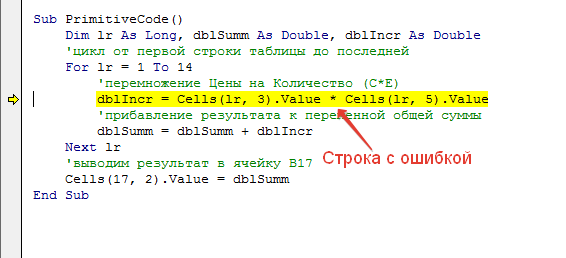 Sub PrimitiveCode()
Dim lr As Long, dblSumm As Double, dblIncr As Double
'цикл от первой строки таблицы до последней
For lr = 1 To 14
'перемножение Цены на Количество (C*E)
dblIncr = Cells(lr, 3).Value * Cells(lr, 5).Value
'прибавление результата к переменной общей суммы
dblSumm = dblSumm + dblIncr
Next lr
Строка с ошибкой
'выводим результат в ячейку B17
Cells(17, 2).Value = dblSumm
End Sub